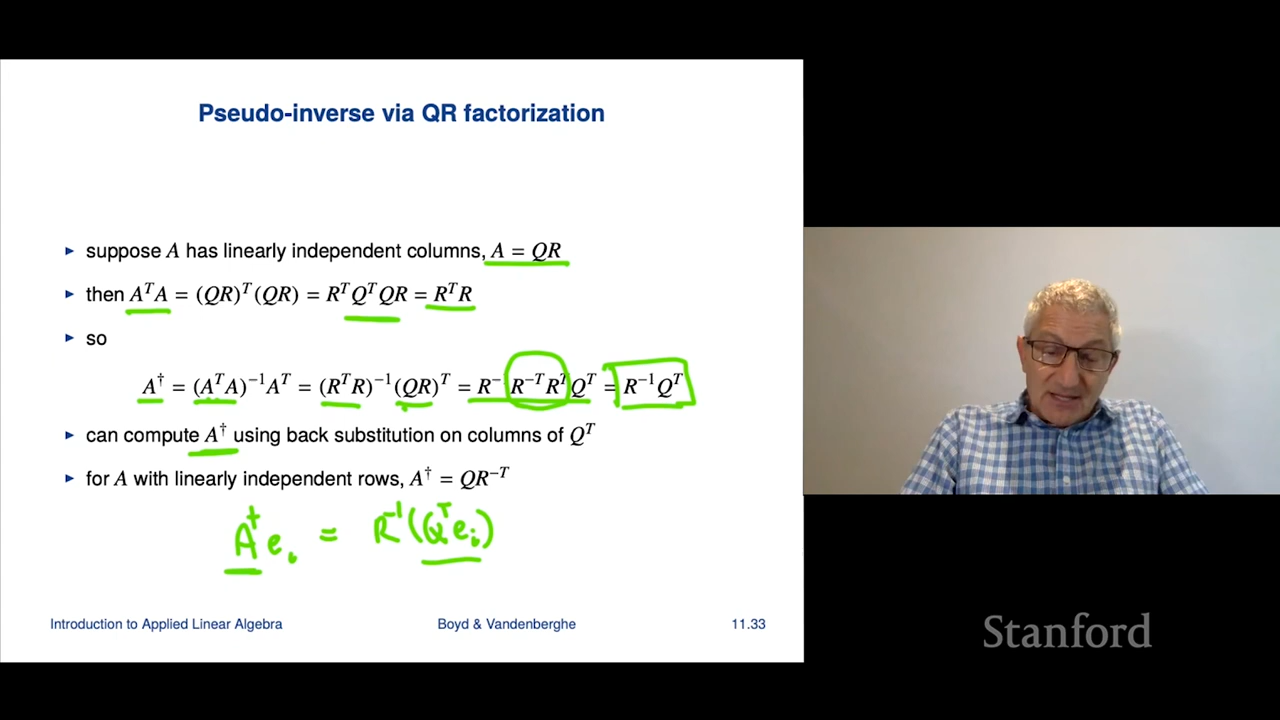 Pseudo-inverse via QR factorization
▶ suppose A has linearly independent columns, A = QR
▶ then AᵀA = (QR)ᵀ(QR) = RᵀQᵀQR = RᵀR
▶ so
A† = (AᵀA)⁻¹Aᵀ = (RᵀR)⁻¹(QR)ᵀ = R⁻¹R⁻ᵀRᵀQᵀ = R⁻¹Qᵀ
▶ can compute A† using back substitution on columns of Qᵀ
▶ for A with linearly independent rows, A† = QR⁻ᵀ
A†eᵢ = R⁻¹(Qᵀeᵢ)
Introduction to Applied Linear Algebra Boyd & Vandenberghe 11.33
Stanford